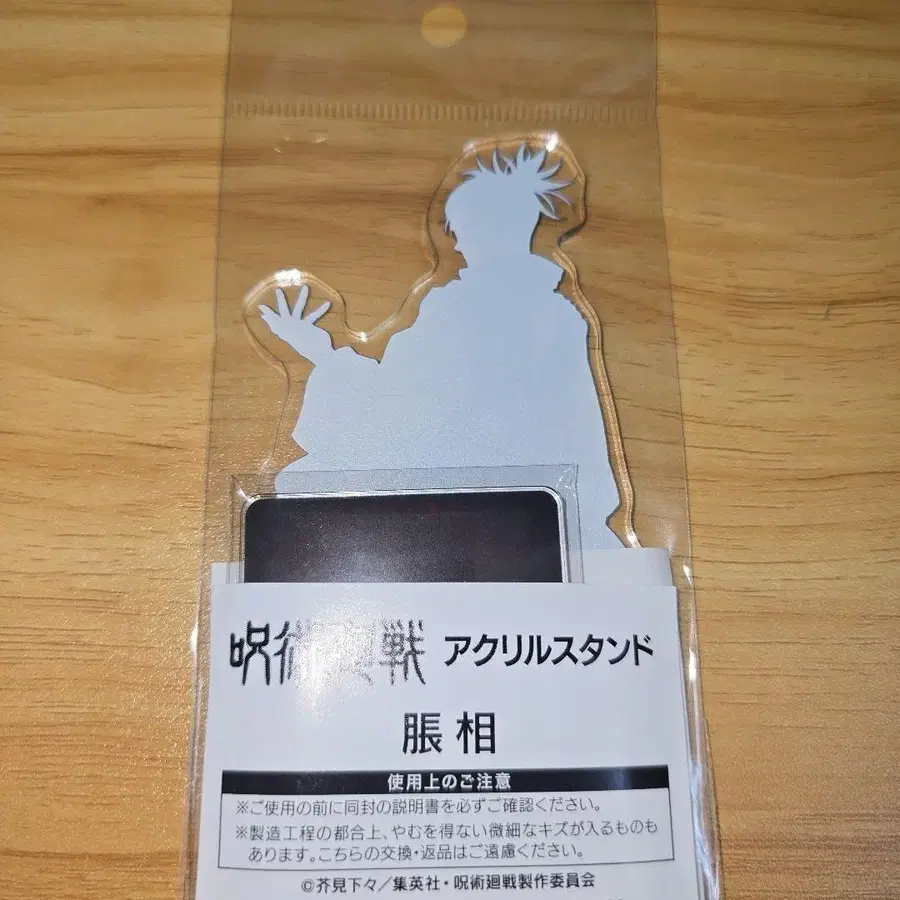 呪術廻戦 アクリルスタンド
脹相
使用上のご注意
※ご使用の前に同封の説明書を必ずご確認ください。
※製造工程の都合上、やむを得ない微細なキズが入るものも
あります。こちらの交換・返品はご遠慮ください。
©芥見下々／集英社・呪術廻戦製作委員会